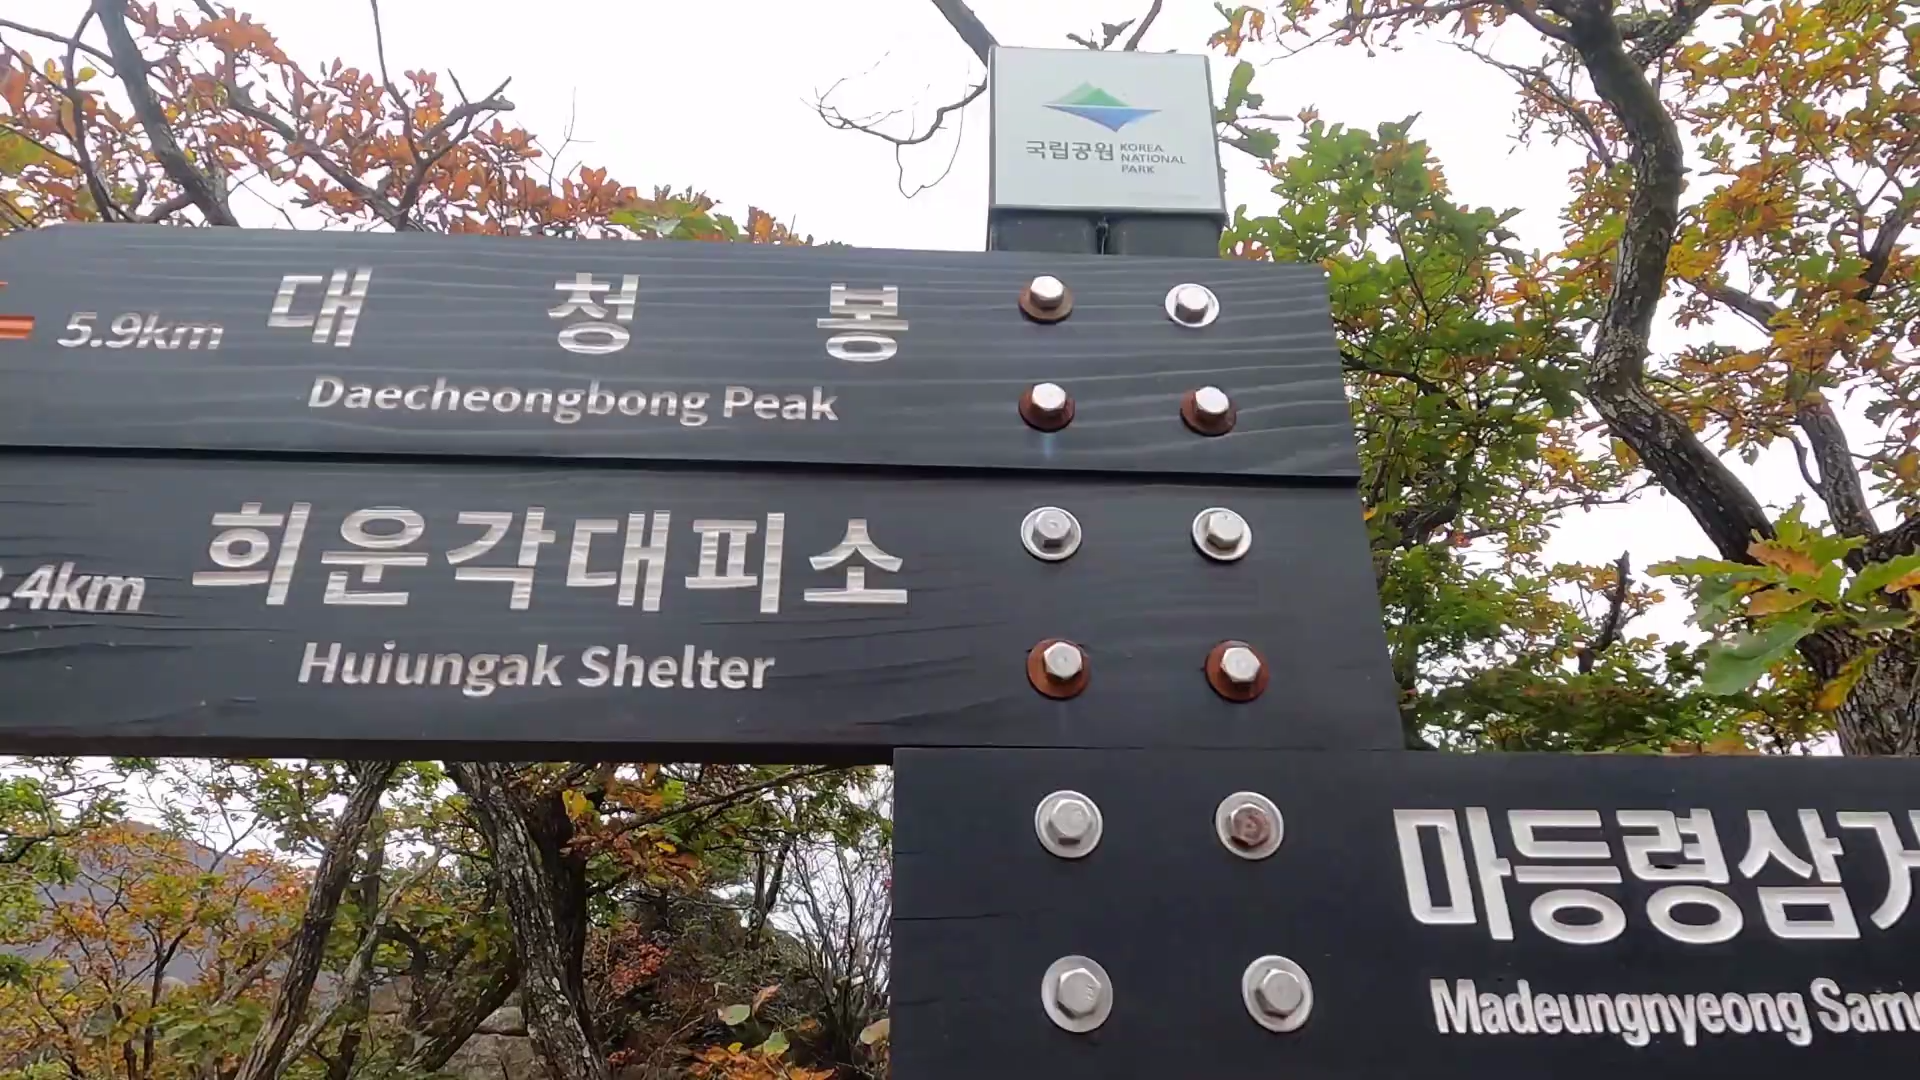 국립공원 KOREA
NATIONAL
PARK
5.9km 대 청 봉
Daecheongbong Peak
.4km 희운각대피소
Huiungak Shelter
마등령삼거
Madeungnyeong Sam